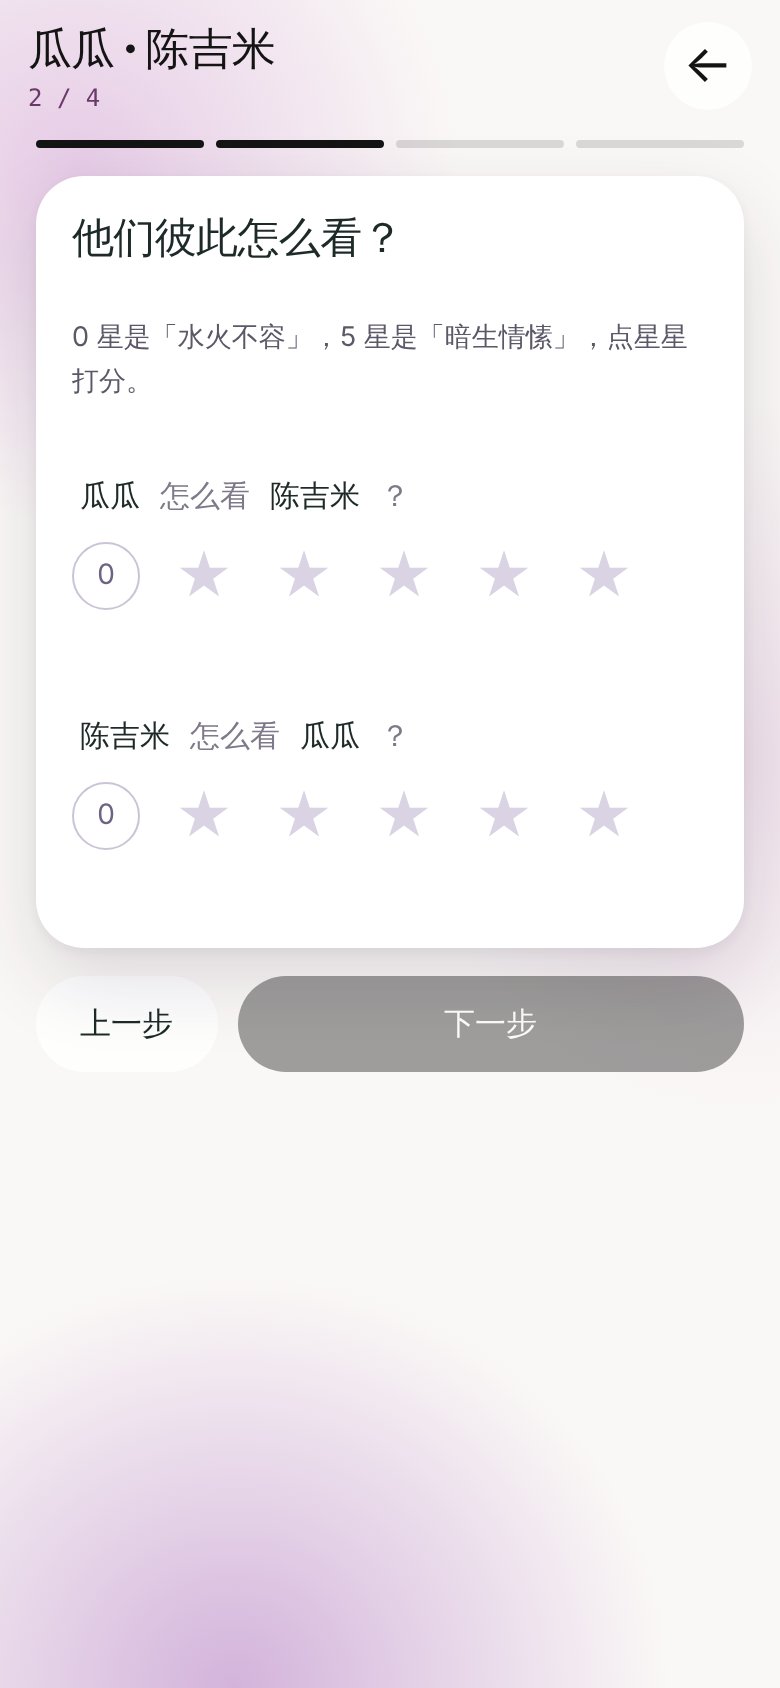 瓜瓜·陈吉米
2 / 4
他们彼此怎么看？
0 星是「水火不容」，5 星是「暗生情愫」，点星星
打分。
瓜瓜 怎么看 陈吉米 ？
0
陈吉米 怎么看 瓜瓜 ？
0
上一步
下一步